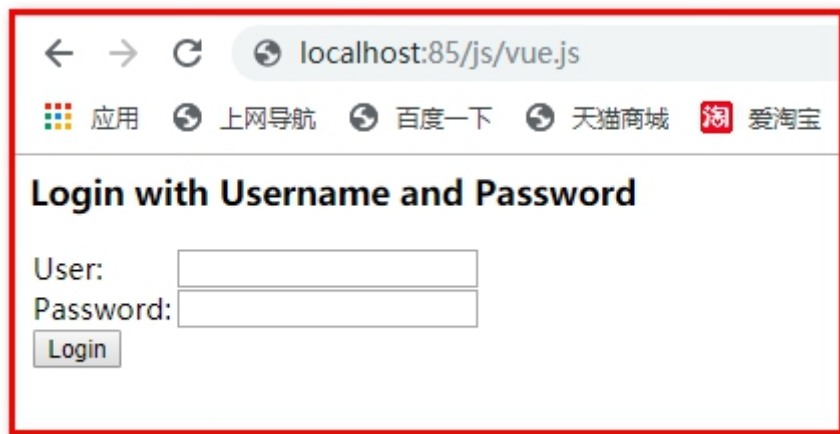 localhost:85/js/vue.js
应用 上网导航 百度一下 天猫商城 淘 爱淘宝
Login with Username and Password
User:
Password:
Login